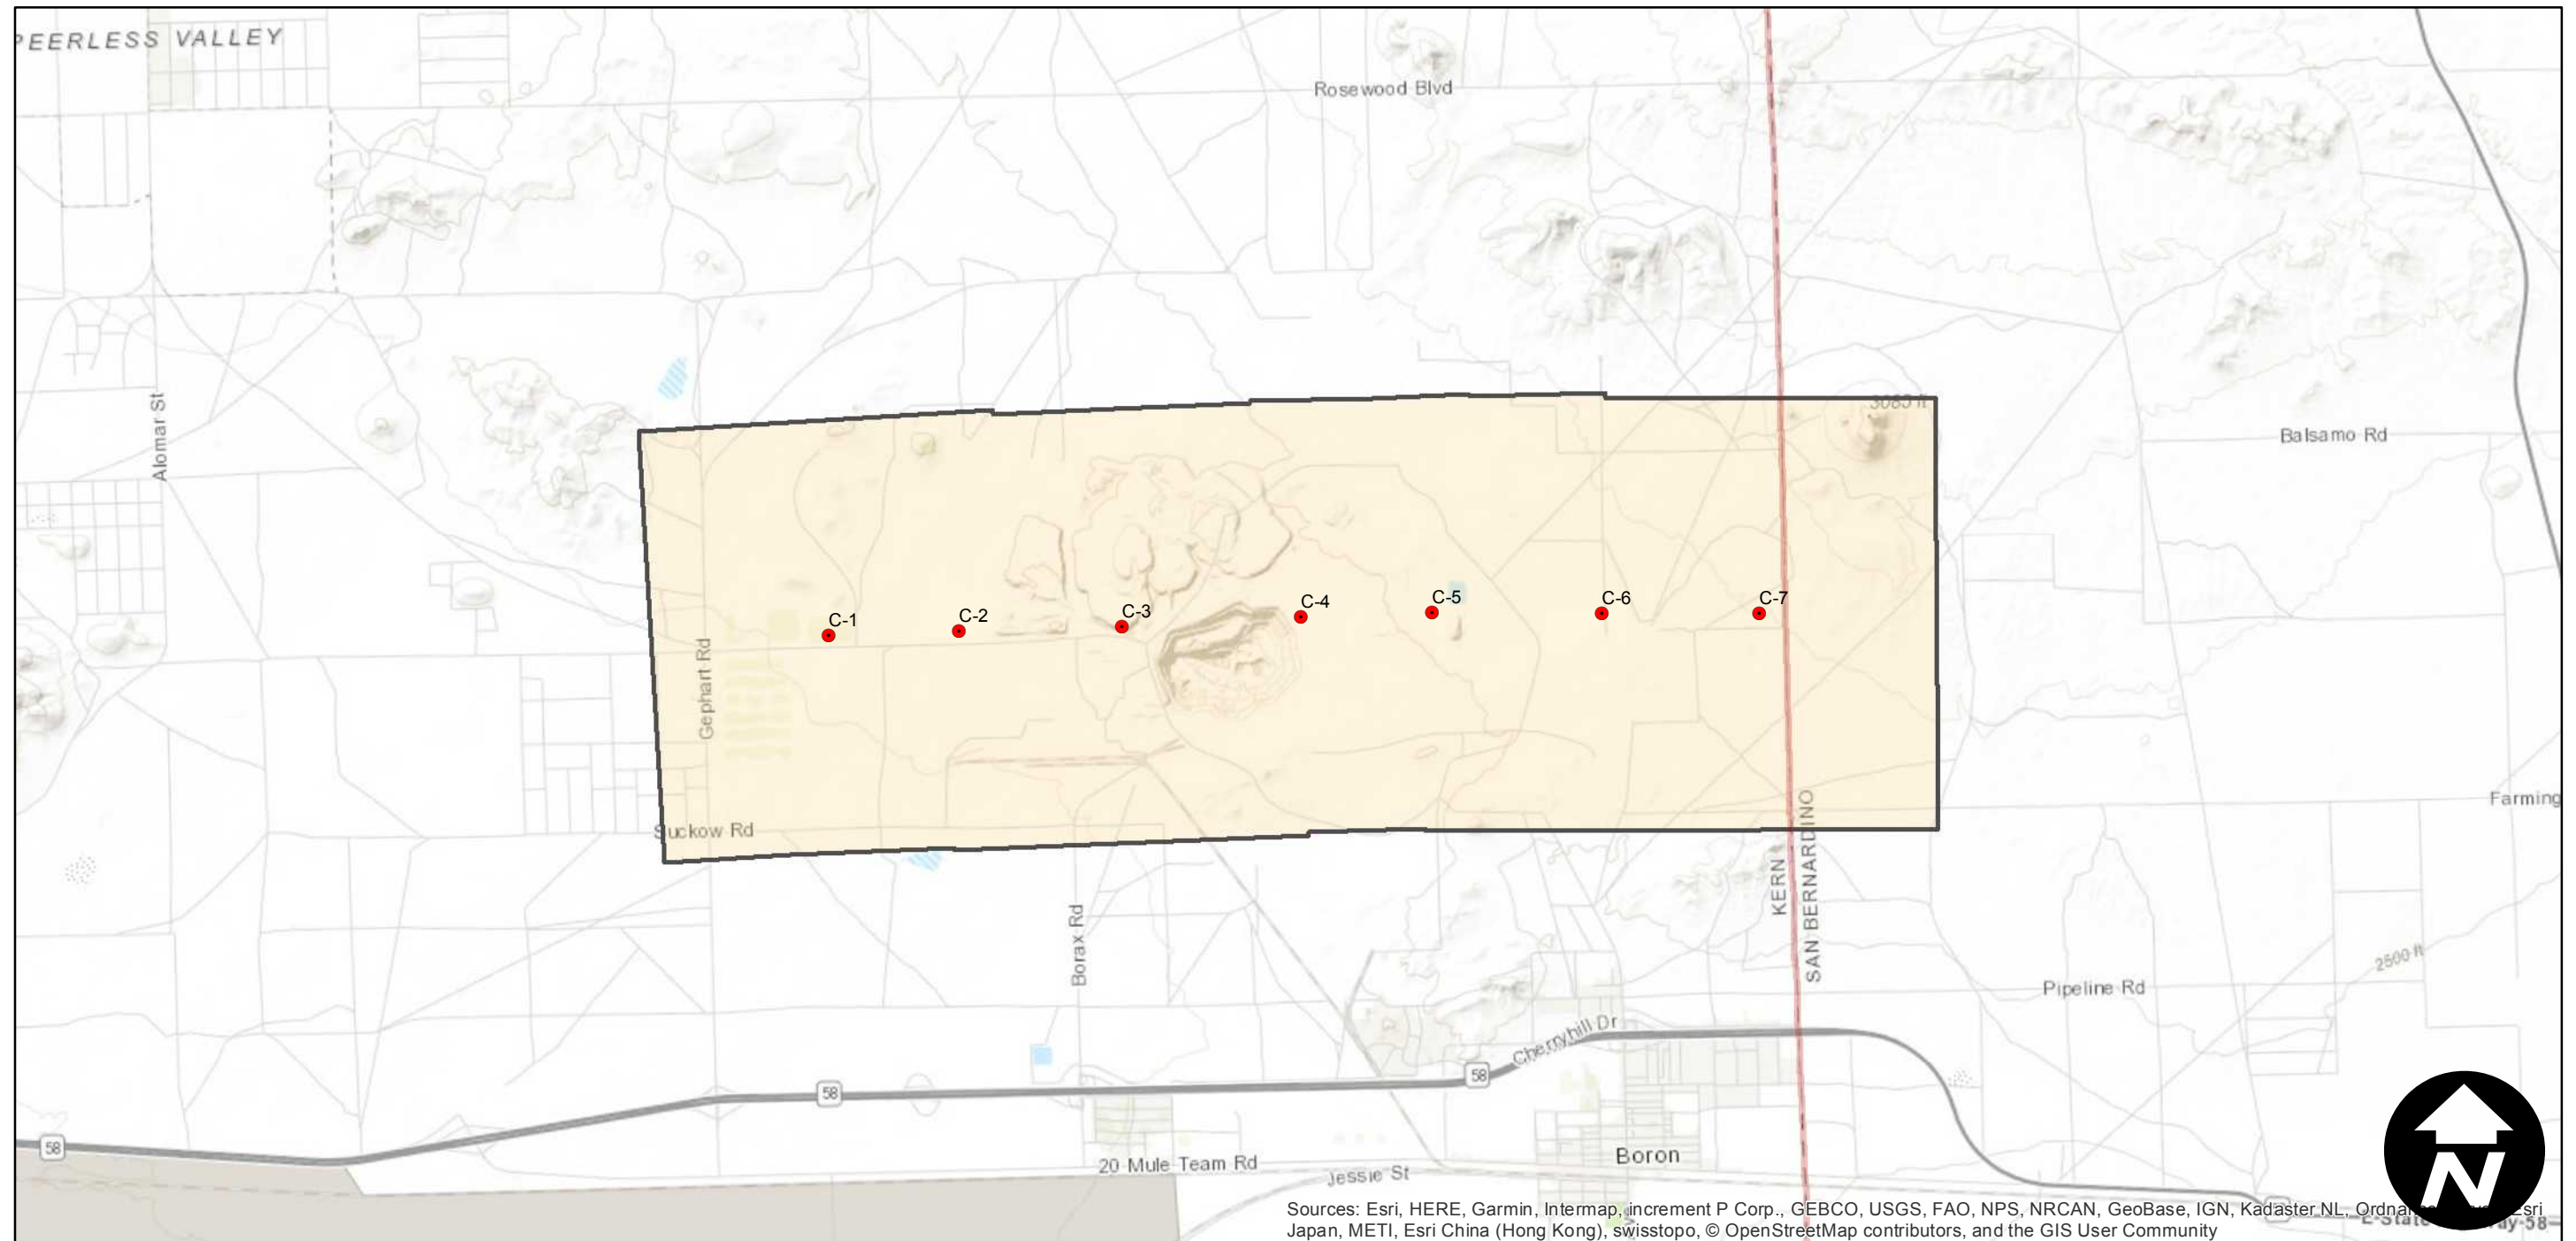 PEERLESS VALLEY
Rosewood Blvd
Alomar St
3085 ft
Balsamo Rd
C-1
C-2
C-3
C-4
C-5
C-6
C-7
Gephart Rd
Suckow Rd
Farming
KERN
SAN BERNARDINO
Borax Rd
2500 ft
Pipeline Rd
Cherryhill Dr
58
58
58
20 Mule Team Rd
Jessie St
Boron
N
Sources: Esri, HERE, Garmin, Intermap, increment P Corp., GEBCO, USGS, FAO, NPS, NRCAN, GeoBase, IGN, Kadaster NL, Esri
Japan, METI, Esri China (Hong Kong), swisstopo, © OpenStreetMap contributors, and the GIS User Community